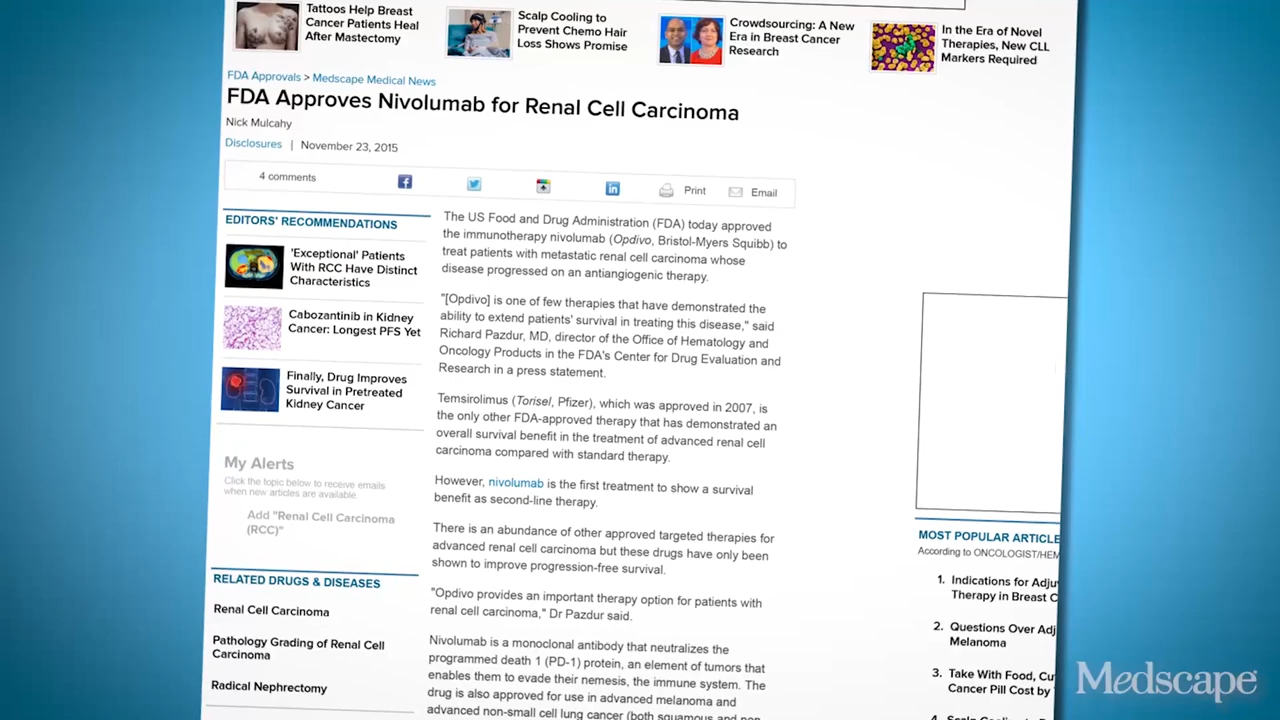 Tattoos Help Breast
Cancer Patients Heal
After Mastectomy
Scalp Cooling to
Prevent Chemo Hair
Loss Shows Promise
Crowdsourcing: A New
Era in Breast Cancer
Research
In the Era of Novel
Therapies, New CLL
Markers Required
FDA Approvals > Medscape Medical News
FDA Approves Nivolumab for Renal Cell Carcinoma
Nick Mulcahy
Disclosures | November 23, 2015
4 comments
Print
Email
EDITORS' RECOMMENDATIONS
'Exceptional' Patients
With RCC Have Distinct
Characteristics
Cabozantinib in Kidney
Cancer: Longest PFS Yet
Finally, Drug Improves
Survival in Pretreated
Kidney Cancer
My Alerts
Click the topic below to receive emails
when new articles are available.
Add "Renal Cell Carcinoma
(RCC)"
RELATED DRUGS & DISEASES
Renal Cell Carcinoma
Pathology Grading of Renal Cell
Carcinoma
Radical Nephrectomy
The US Food and Drug Administration (FDA) today approved
the immunotherapy nivolumab (Opdivo, Bristol-Myers Squibb) to
treat patients with metastatic renal cell carcinoma whose
disease progressed on an antiangiogenic therapy.
"[Opdivo] is one of few therapies that have demonstrated the
ability to extend patients' survival in treating this disease," said
Richard Pazdur, MD, director of the Office of Hematology and
Oncology Products in the FDA's Center for Drug Evaluation and
Research in a press statement.
Temsirolimus (Torisel, Pfizer), which was approved in 2007, is
the only other FDA-approved therapy that has demonstrated an
overall survival benefit in the treatment of advanced renal cell
carcinoma compared with standard therapy.
However, nivolumab is the first treatment to show a survival
benefit as second-line therapy.
There is an abundance of other approved targeted therapies for
advanced renal cell carcinoma but these drugs have only been
shown to improve progression-free survival.
"Opdivo provides an important therapy option for patients with
renal cell carcinoma," Dr Pazdur said.
Nivolumab is a monoclonal antibody that neutralizes the
programmed death 1 (PD-1) protein, an element of tumors that
enables them to evade their nemesis, the immune system. The
drug is also approved for use in advanced melanoma and
advanced non-small cell lung cancer (both squamous and non-
MOST POPULAR ARTICLE
According to ONCOLOGIST/HEM
1. Indications for Adju
Therapy in Breast C
2. Questions Over Adj
Melanoma
3. Take With Food, Cu
Cancer Pill Cost by
Medscape